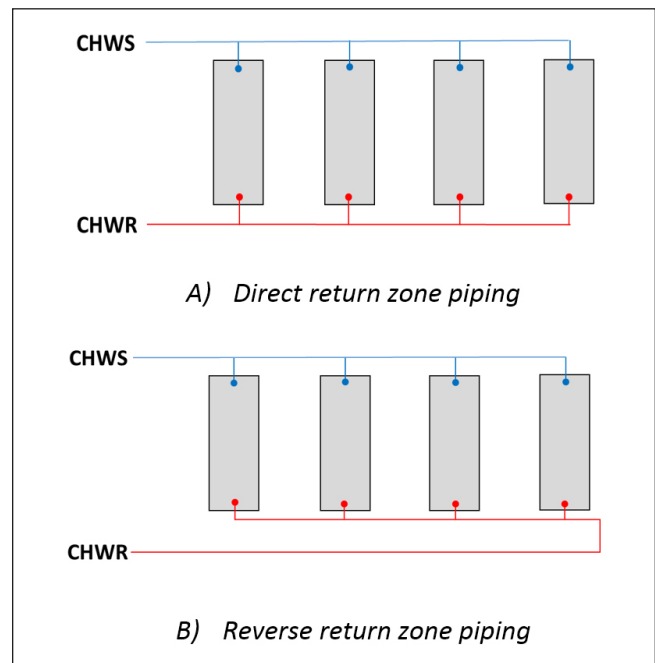 CHWS
CHWR
A) Direct return zone piping
CHWS
CHWR
B) Reverse return zone piping